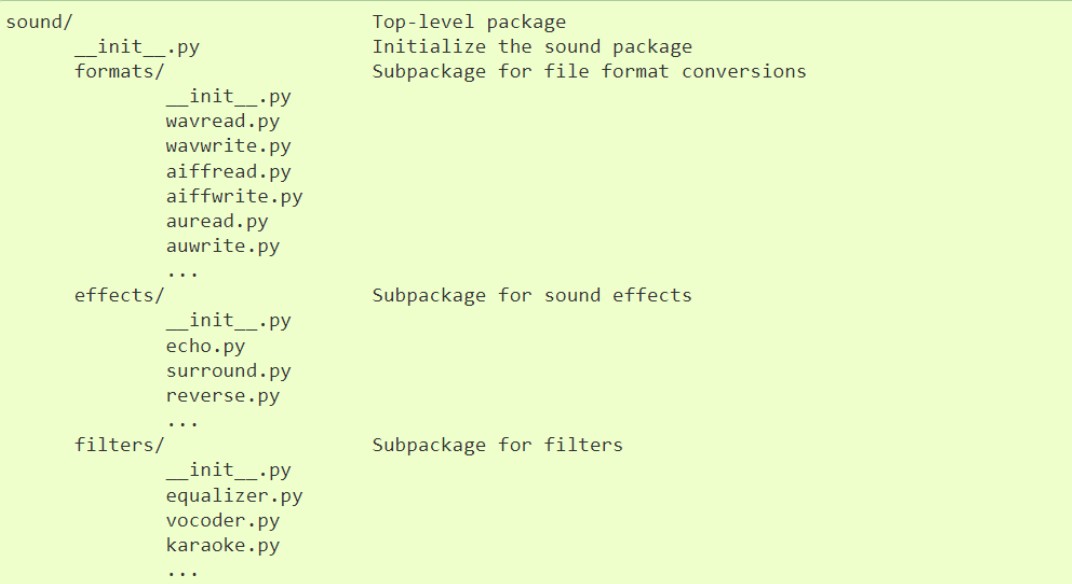 sound/                          Top-level package
      __init__.py               Initialize the sound package
      formats/                  Subpackage for file format conversions
              __init__.py
              wavread.py
              wavwrite.py
              aiffread.py
              aiffwrite.py
              auread.py
              auwrite.py
              ...
      effects/                  Subpackage for sound effects
              __init__.py
              echo.py
              surround.py
              reverse.py
              ...
      filters/                  Subpackage for filters
              __init__.py
              equalizer.py
              vocoder.py
              karaoke.py
              ...